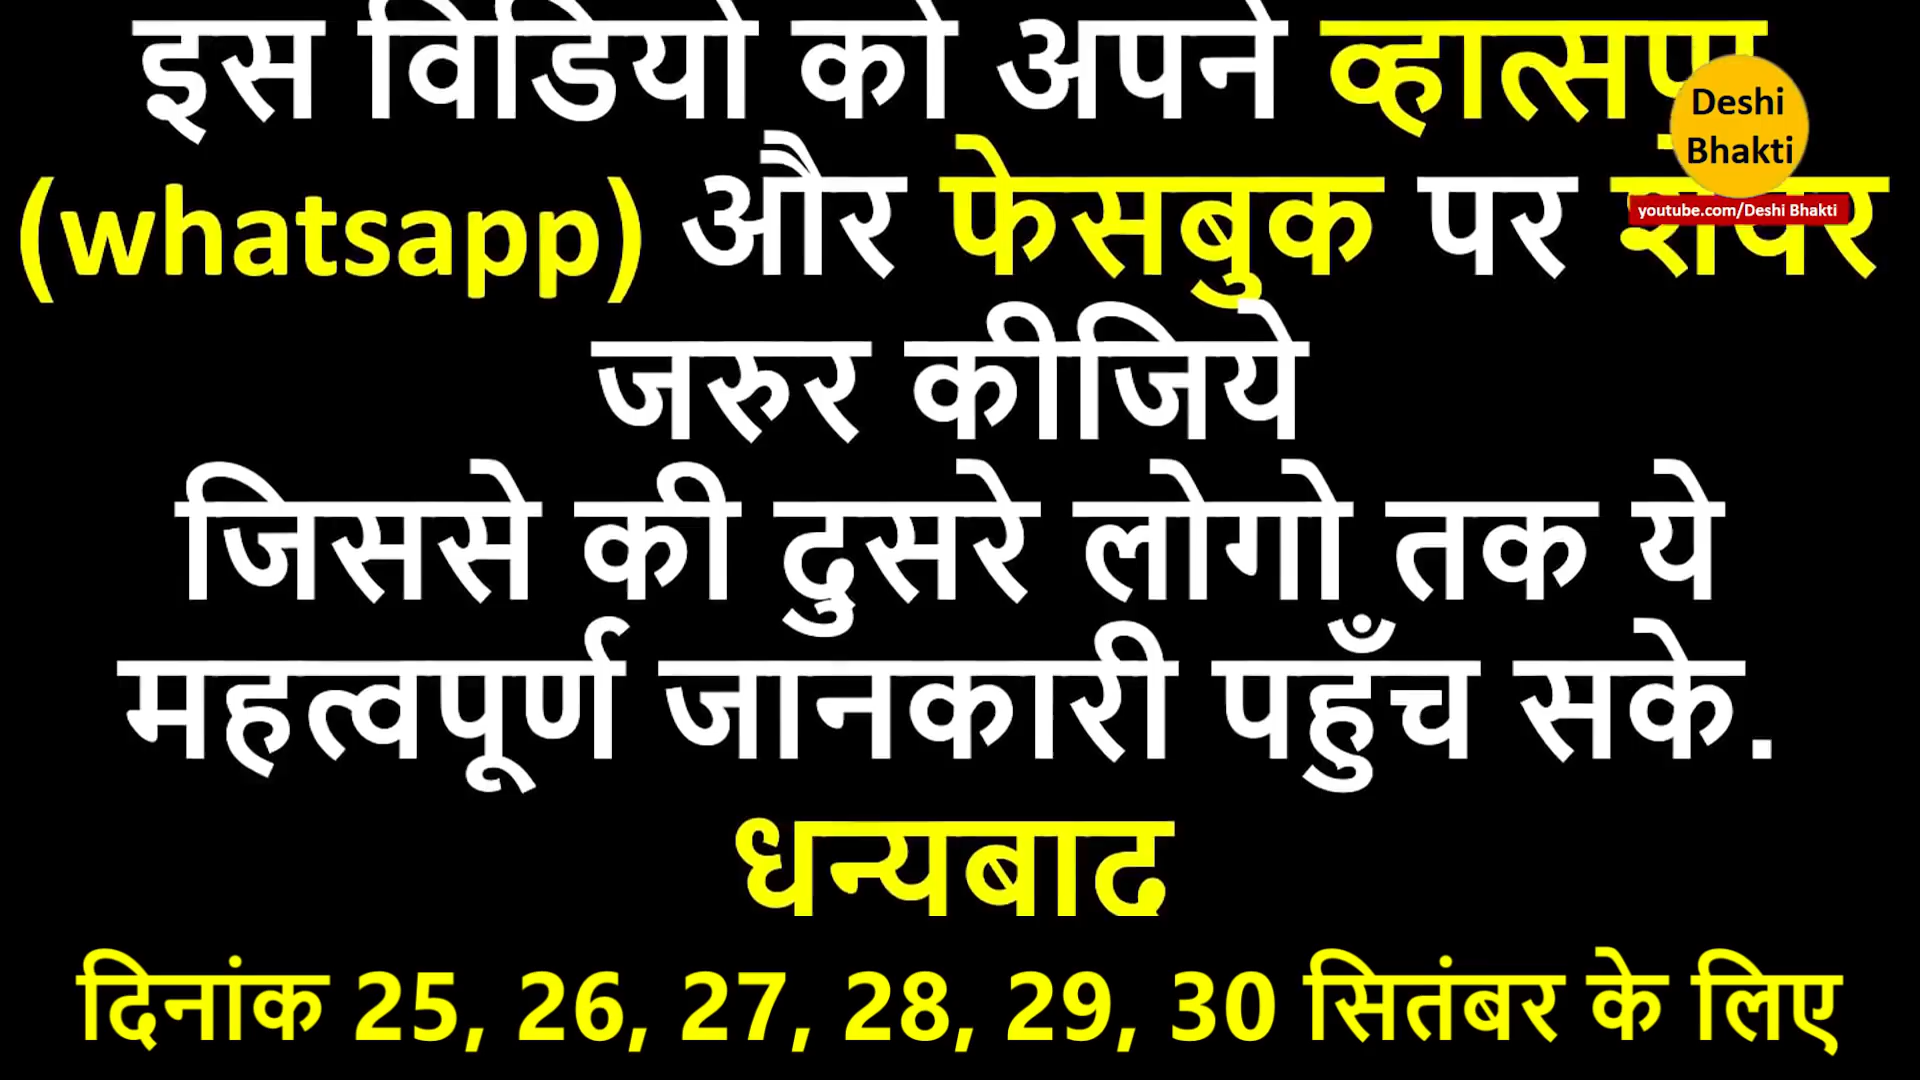 इस विडियो को अपने व्हात्सप्प
(whatsapp) और फेसबुक पर शेयर
जरुर कीजिये
जिससे की दुसरे लोगो तक ये
महत्वपूर्ण जानकारी पहुँच सके.
धन्यबाद
दिनांक 25, 26, 27, 28, 29, 30 सितंबर के लिए
Deshi
Bhakti
youtube.com/Deshi Bhakti